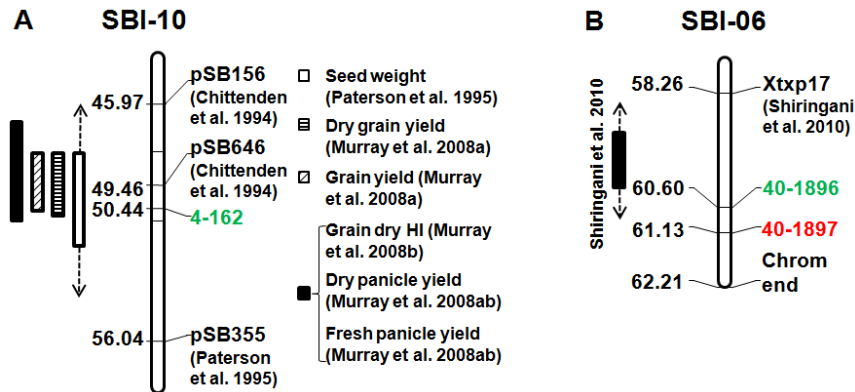 A
SBI-10
45.97
pSB156
(Chittenden
et al. 1994)
pSB646
(Chittenden
et al. 1994)
49.46
50.44
4-162
56.04
pSB355
(Paterson
et al. 1995)
Seed weight
(Paterson et al. 1995)
Dry grain yield
(Murray et al. 2008a)
Grain yield (Murray
et al. 2008a)
Grain dry HI (Murray
et al. 2008b)
Dry panicle yield
(Murray et al. 2008ab)
Fresh panicle yield
(Murray et al. 2008ab)
B
SBI-06
Shiringani et al. 2010
58.26
Xtxp17
(Shiringani
et al. 2010)
60.60
40-1896
61.13
40-1897
62.21
Chrom
end